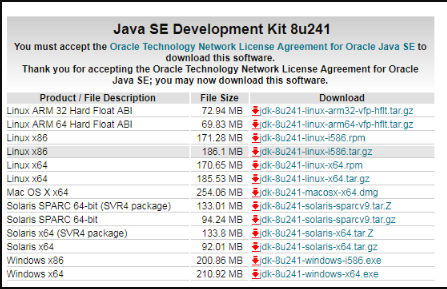 Java SE Development Kit 8u241
You must accept the Oracle Technology Network License Agreement for Oracle Java SE to
download this software.
Thank you for accepting the Oracle Technology Network License Agreement for Oracle
Java SE; you may now download this software.
Product / File Description File Size Download
Linux ARM 32 Hard Float ABI 72.94 MB jdk-8u241-linux-arm32-vfp-hflt.tar.gz
Linux ARM 64 Hard Float ABI 69.83 MB jdk-8u241-linux-arm64-vfp-hflt.tar.gz
Linux x86 171.28 MB jdk-8u241-linux-i586.rpm
Linux x86 186.1 MB jdk-8u241-linux-i586.tar.gz
Linux x64 170.65 MB jdk-8u241-linux-x64.rpm
Linux x64 185.53 MB jdk-8u241-linux-x64.tar.gz
Mac OS X x64 254.06 MB jdk-8u241-macosx-x64.dmg
Solaris SPARC 64-bit (SVR4 package) 133.01 MB jdk-8u241-solaris-sparcv9.tar.Z
Solaris SPARC 64-bit 94.24 MB jdk-8u241-solaris-sparcv9.tar.gz
Solaris x64 (SVR4 package) 133.8 MB jdk-8u241-solaris-x64.tar.Z
Solaris x64 92.01 MB jdk-8u241-solaris-x64.tar.gz
Windows x86 200.86 MB jdk-8u241-windows-i586.exe
Windows x64 210.92 MB jdk-8u241-windows-x64.exe